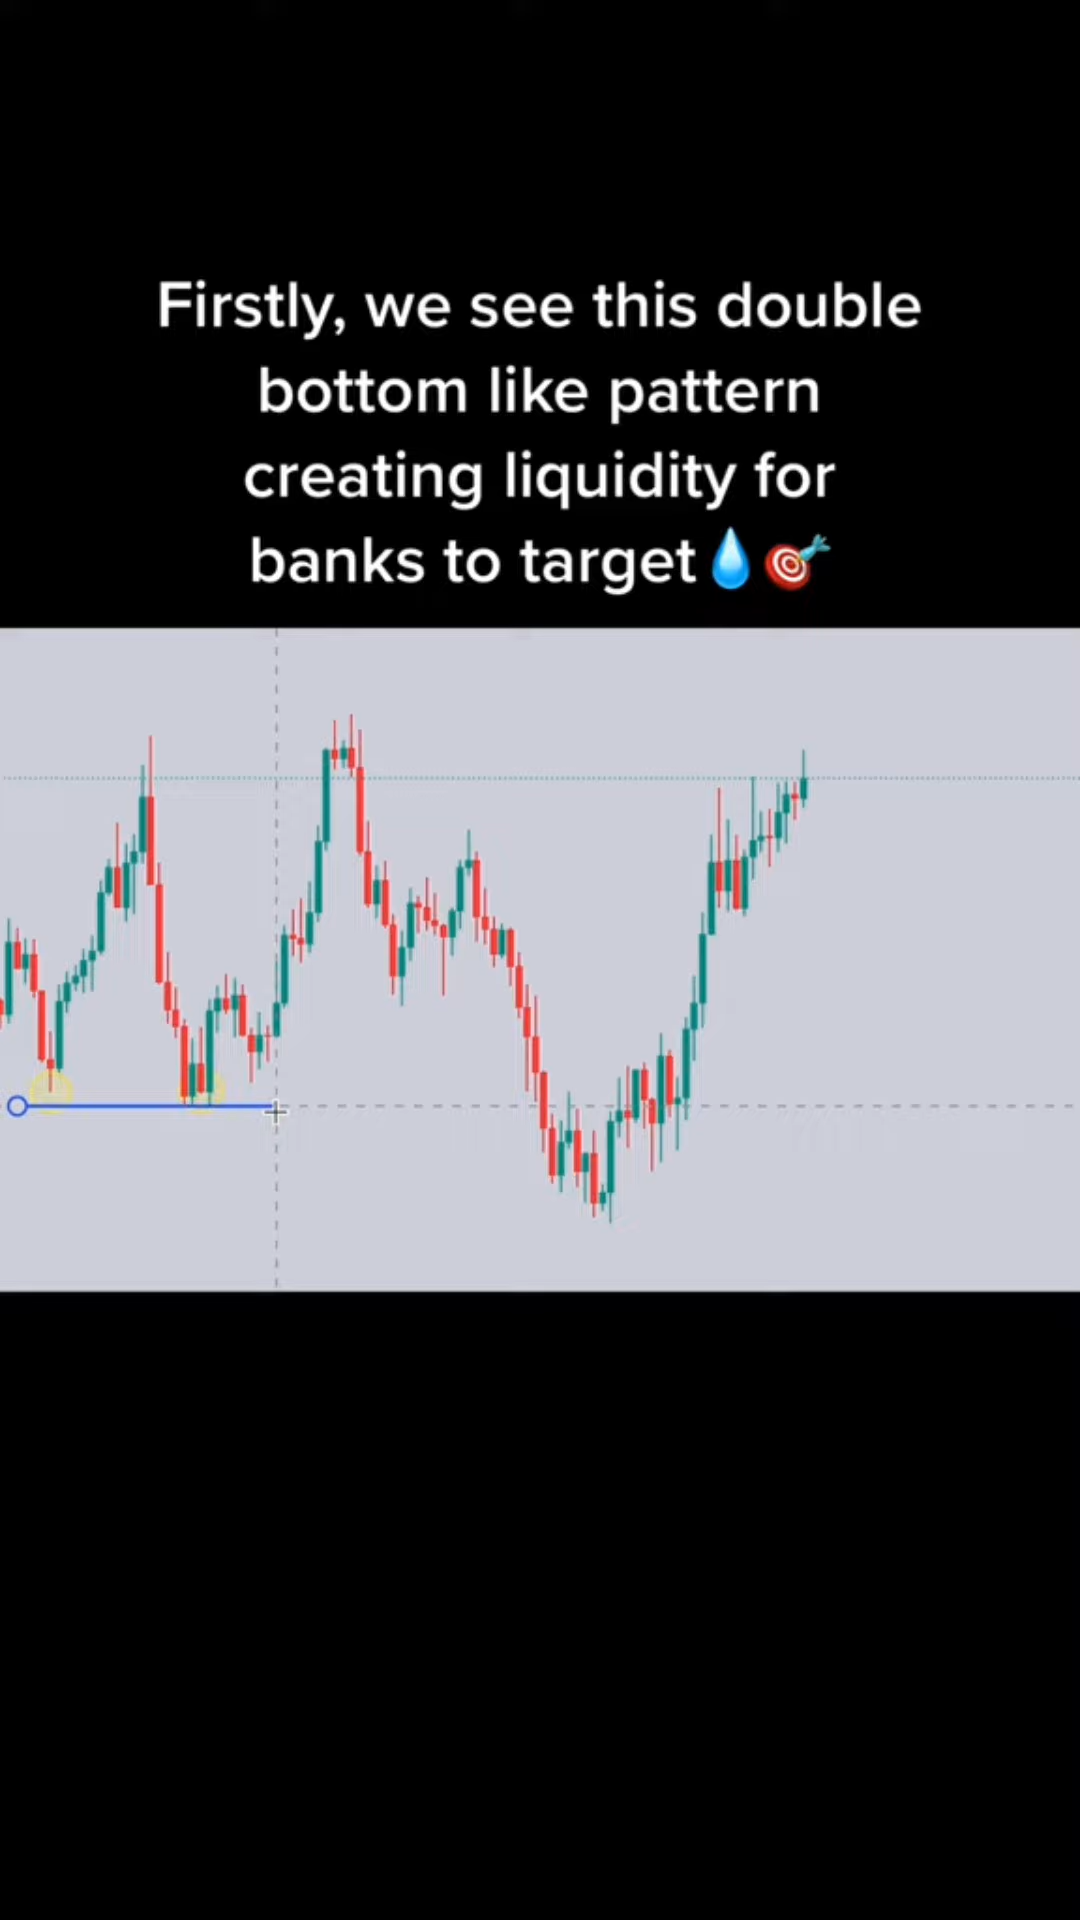 Firstly, we see this double
bottom like pattern
creating liquidity for
banks to target💧🎯